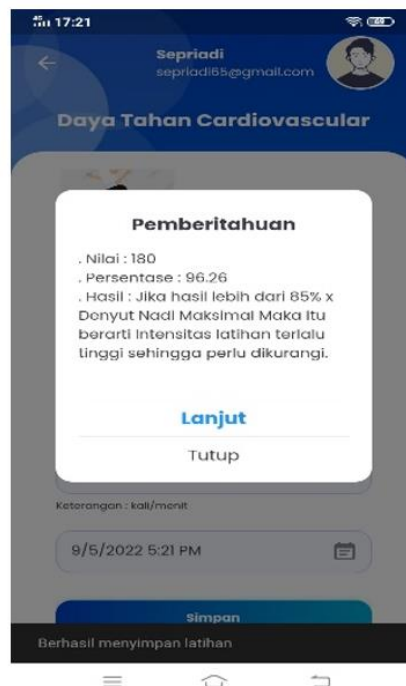 17:21
Sepriadi
sepriadi65@gmail.com
Daya Tahan Cardiovascular
Pemberitahuan
. Nilai : 180
. Persentase : 96.26
. Hasil : Jika hasil lebih dari 85% x
Denyut Nadi Maksimal Maka Itu
berarti Intensitas latihan terlalu
tinggi sehingga perlu dikurangi.
Lanjut
Tutup
Keterangan : kali/menit
9/5/2022 5:21 PM
Simpan
Berhasil menyimpan latihan